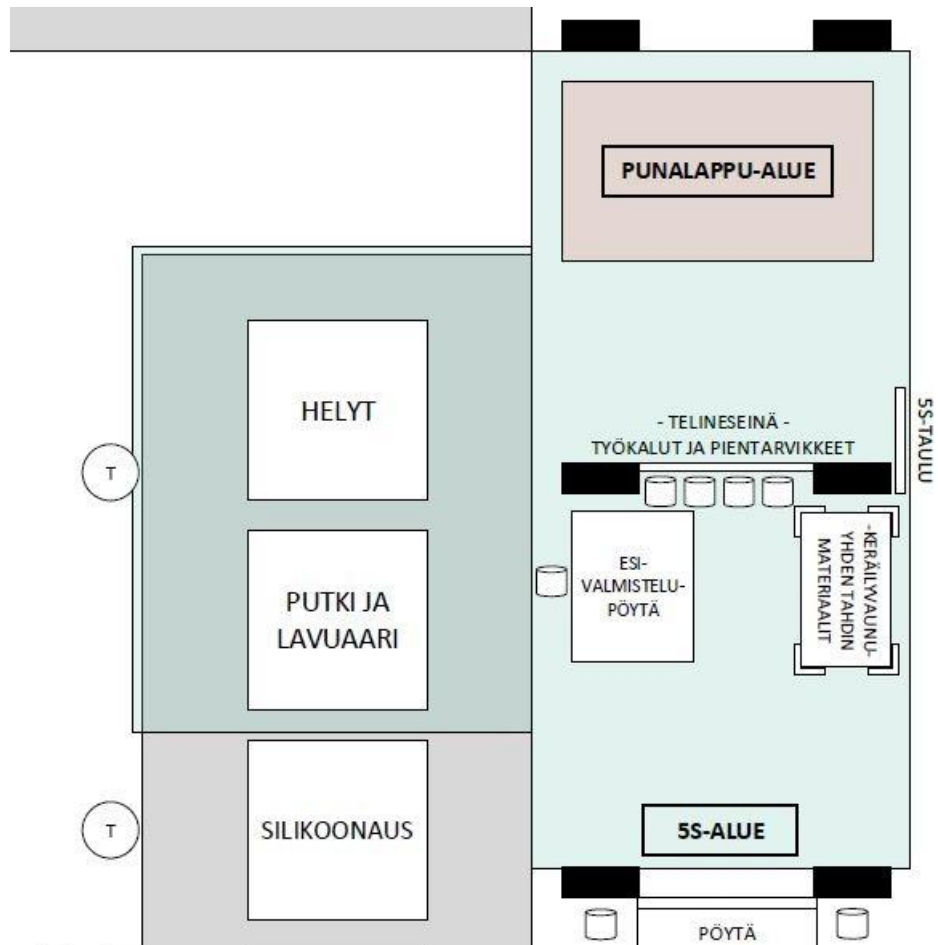 PUNALAPPU-ALUE
HELYT
- TELINESEINÄ -
TYÖKALUT JA PIENTARVIKKEET
5S-TAULU
T
ESI-
VALMISTELU-
PÖYTÄ
-KERÄILYVAUNU-
YHDEN TAHDIN
MATERIAALIT
PUTKI JA
LAVUAARI
T
SILIKOONAUS
5S-ALUE
PÖYTÄ